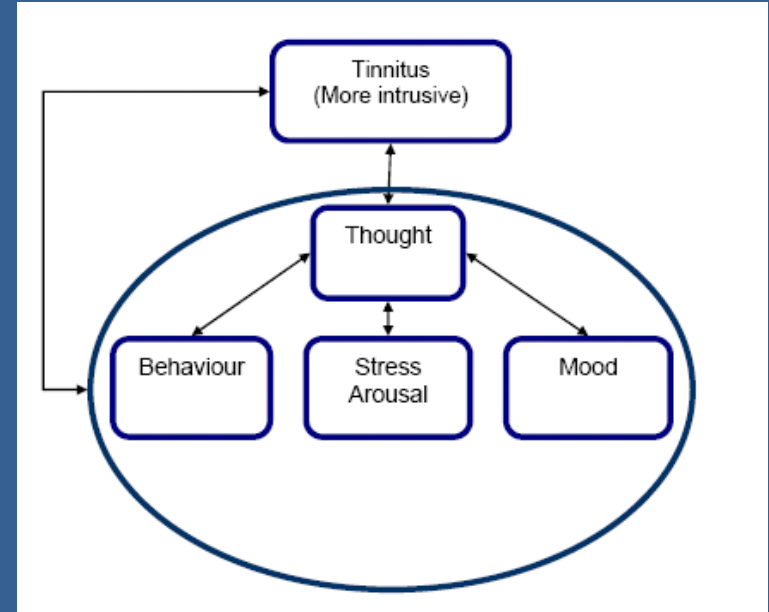 Tinnitus
(More intrusive)
Thought
Behaviour
Stress
Arousal
Mood